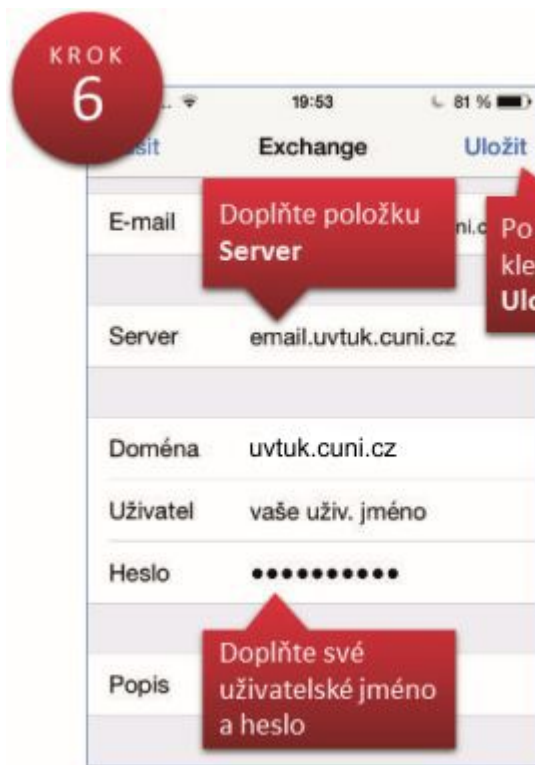 KROK
6
19:53
81 %
Exchange
Uložit
E-mail
Doplňte položku
Server
Po
Server
email.uvtuk.cuni.cz
Doména
uvtuk.cuni.cz
Uživatel
vaše uživ. jméno
Heslo
••••••••••
Doplňte své
uživatelské jméno
a heslo
Popis